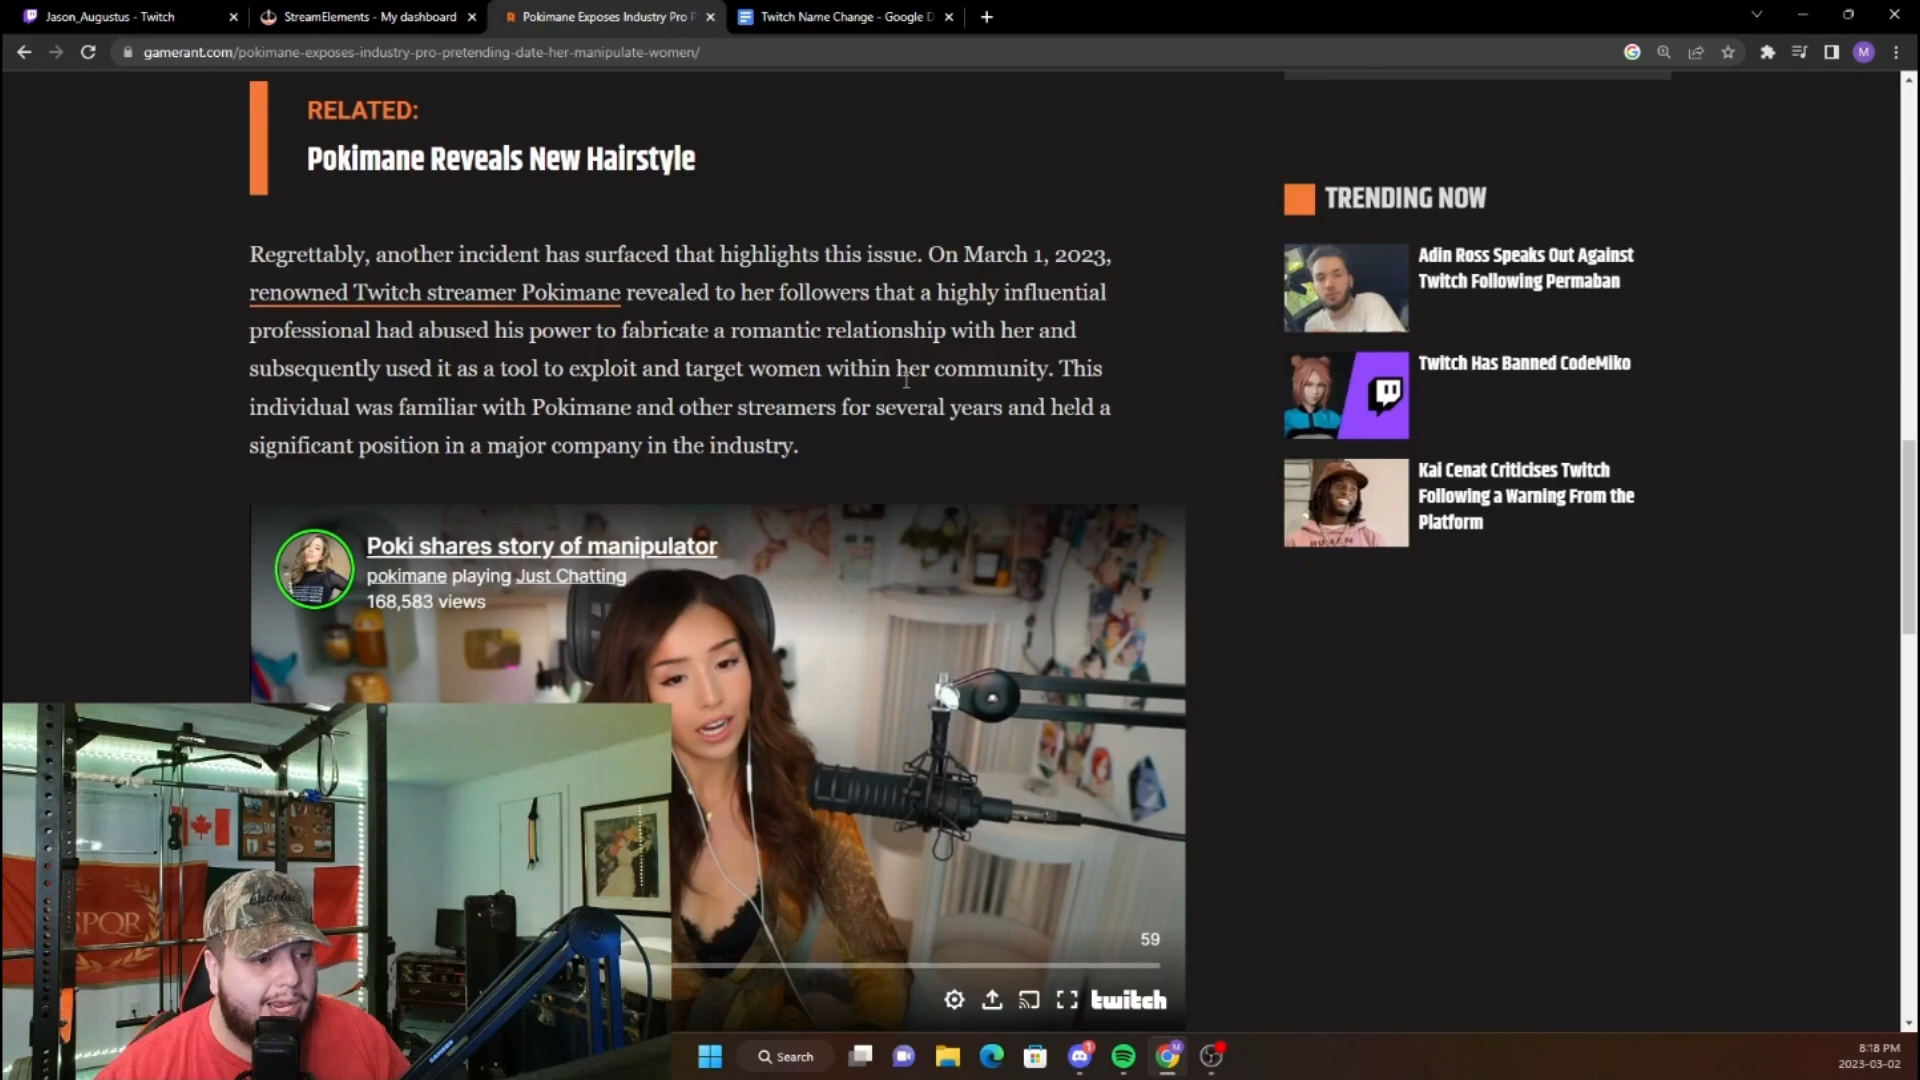 Jason_Augustus - Twitch
StreamElements - My dashboard
Pokimane Exposes Industry Pro P
Twitch Name Change - Google D
gamerant.com/pokimane-exposes-industry-pro-pretending-date-her-manipulate-women/
M
RELATED:
Pokimane Reveals New Hairstyle
Regrettably, another incident has surfaced that highlights this issue. On March 1, 2023,
renowned Twitch streamer Pokimane revealed to her followers that a highly influential
professional had abused his power to fabricate a romantic relationship with her and
subsequently used it as a tool to exploit and target women within her community. This
individual was familiar with Pokimane and other streamers for several years and held a
significant position in a major company in the industry.
TRENDING NOW
Adin Ross Speaks Out Against
Twitch Following Permaban
Twitch Has Banned CodeMiko
Kai Cenat Criticises Twitch
Following a Warning From the
Platform
Poki shares story of manipulator
pokimane playing Just Chatting
168,583 views
59
twitch
SPQR
Cabela's
Search
1
M
8:18 PM
2023-03-02